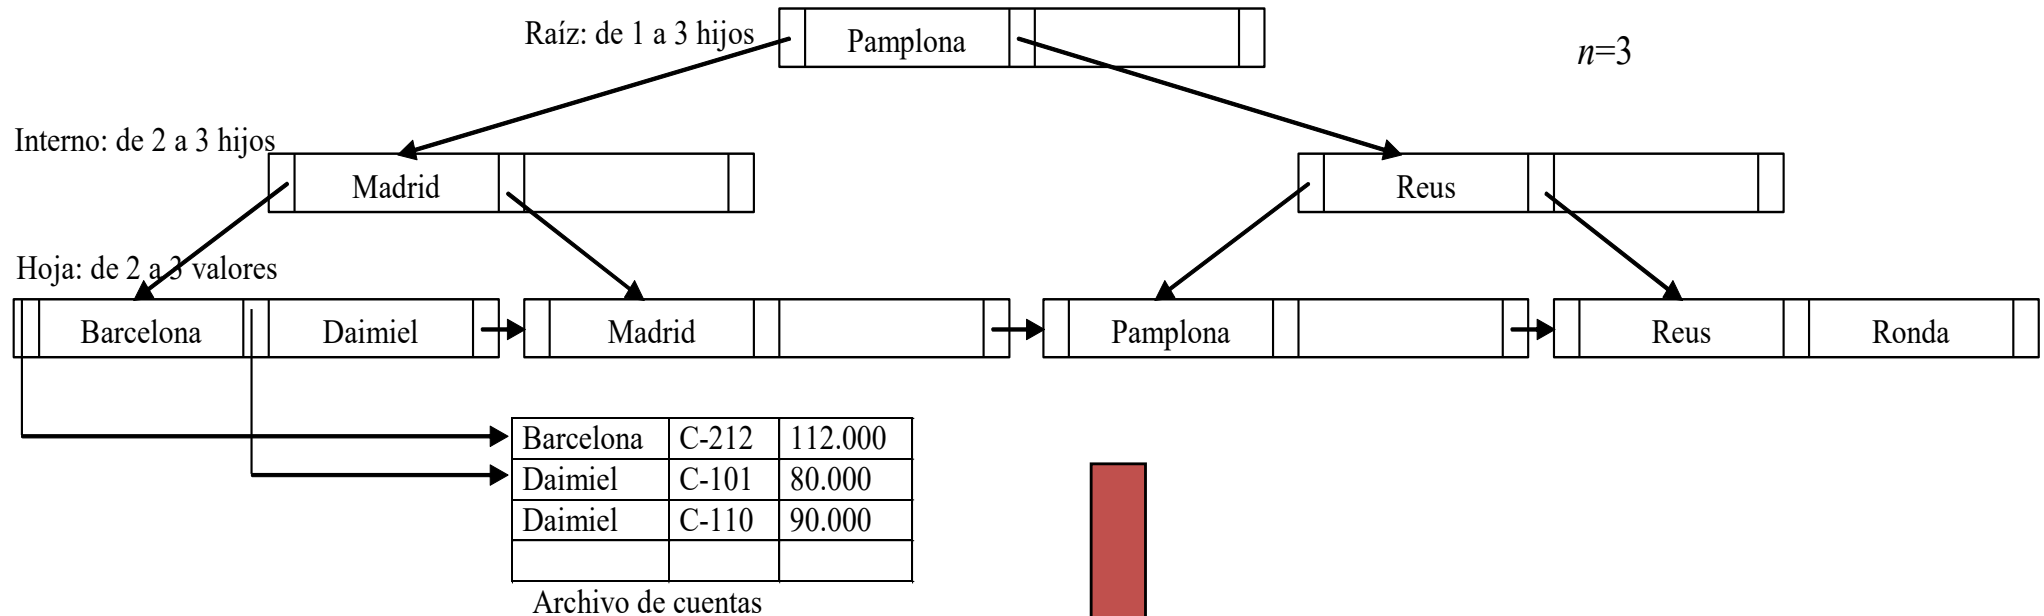 Raíz: de 1 a 3 hijos
Pamplona
n=3
Interno: de 2 a 3 hijos
Madrid
Reus
Hoja: de 2 a 3 valores
Barcelona Daimiel Madrid Pamplona Reus Ronda
Barcelona C-212 112.000
Daimiel C-101 80.000
Daimiel C-110 90.000
Archivo de cuentas